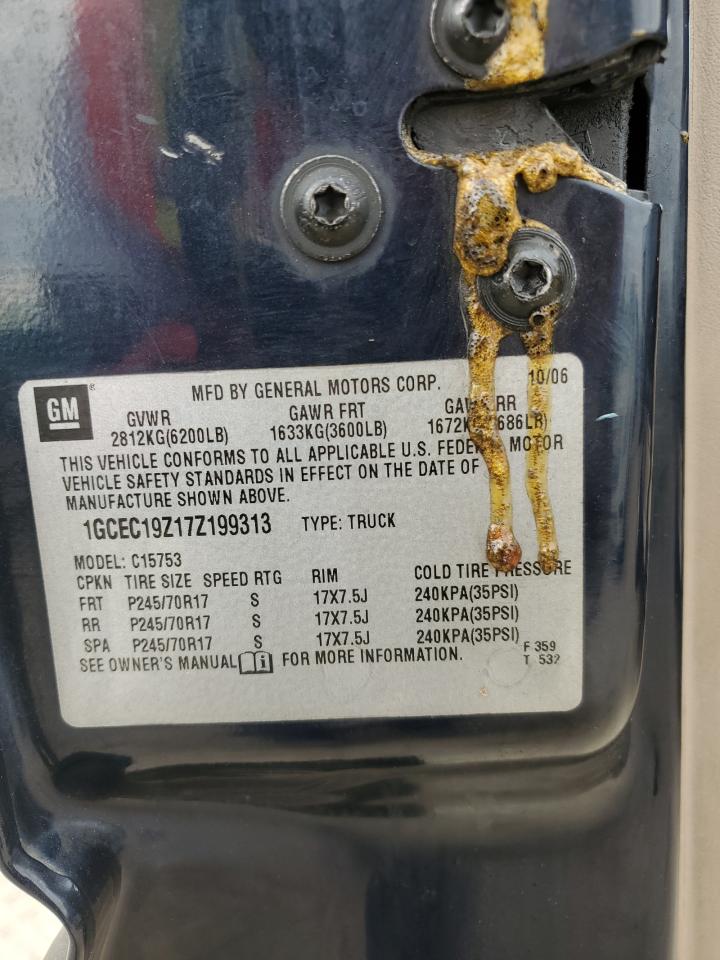 GM®
MFD BY GENERAL MOTORS CORP. 10/06
GVWR GAWR FRT RR
2812KG(6200LB) 1633KG(3600LB)
THIS VEHICLE CONFORMS TO ALL APPLICABLE U.S. MOTOR
VEHICLE SAFETY STANDARDS IN EFFECT ON THE DATE OF
MANUFACTURE SHOWN ABOVE.
1GCEC19Z17Z199313 TYPE: TRUCK
MODEL: C15753
CPKN TIRE SIZE SPEED RTG RIM COLD TIRE PRESSURE
FRT P245/70R17 S 17X7.5J 240KPA(35PSI)
RR P245/70R17 S 17X7.5J 240KPA(35PSI)
SPA P245/70R17 S 17X7.5J 240KPA(35PSI)
SEE OWNER'S MANUAL i FOR MORE INFORMATION.
F 359
T 532